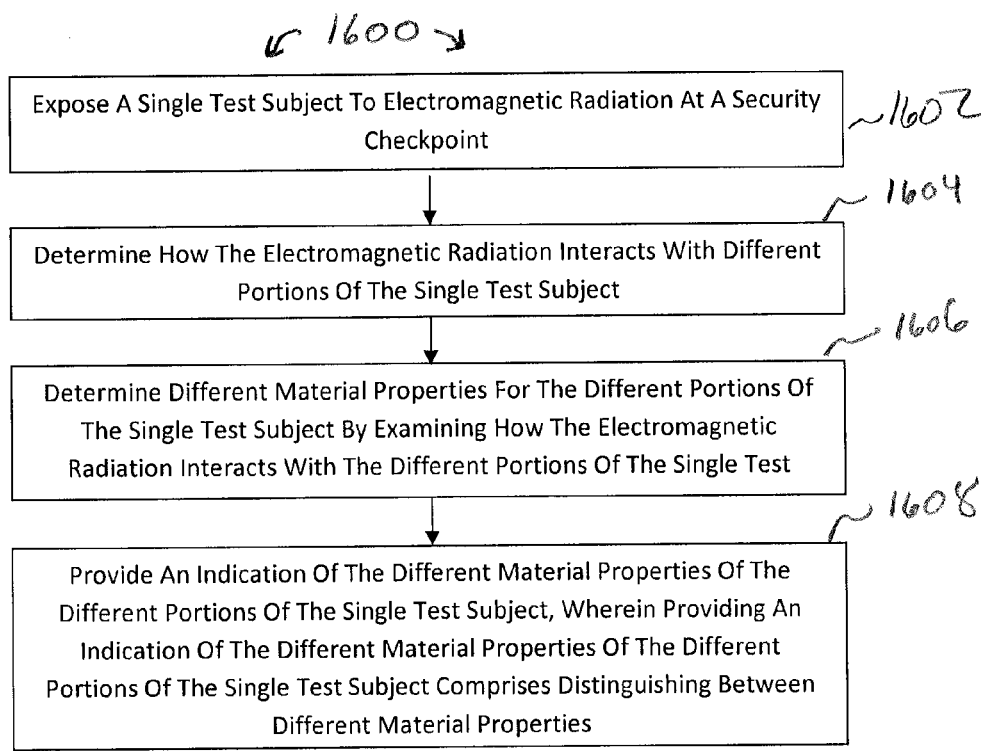 1600
Expose A Single Test Subject To Electromagnetic Radiation At A Security
Checkpoint
1602
1604
Determine How The Electromagnetic Radiation Interacts With Different
Portions Of The Single Test Subject
1606
Determine Different Material Properties For The Different Portions Of
The Single Test Subject By Examining How The Electromagnetic
Radiation Interacts With The Different Portions Of The Single Test
1608
Provide An Indication Of The Different Material Properties Of The
Different Portions Of The Single Test Subject, Wherein Providing An
Indication Of The Different Material Properties Of The Different
Portions Of The Single Test Subject Comprises Distinguishing Between
Different Material Properties